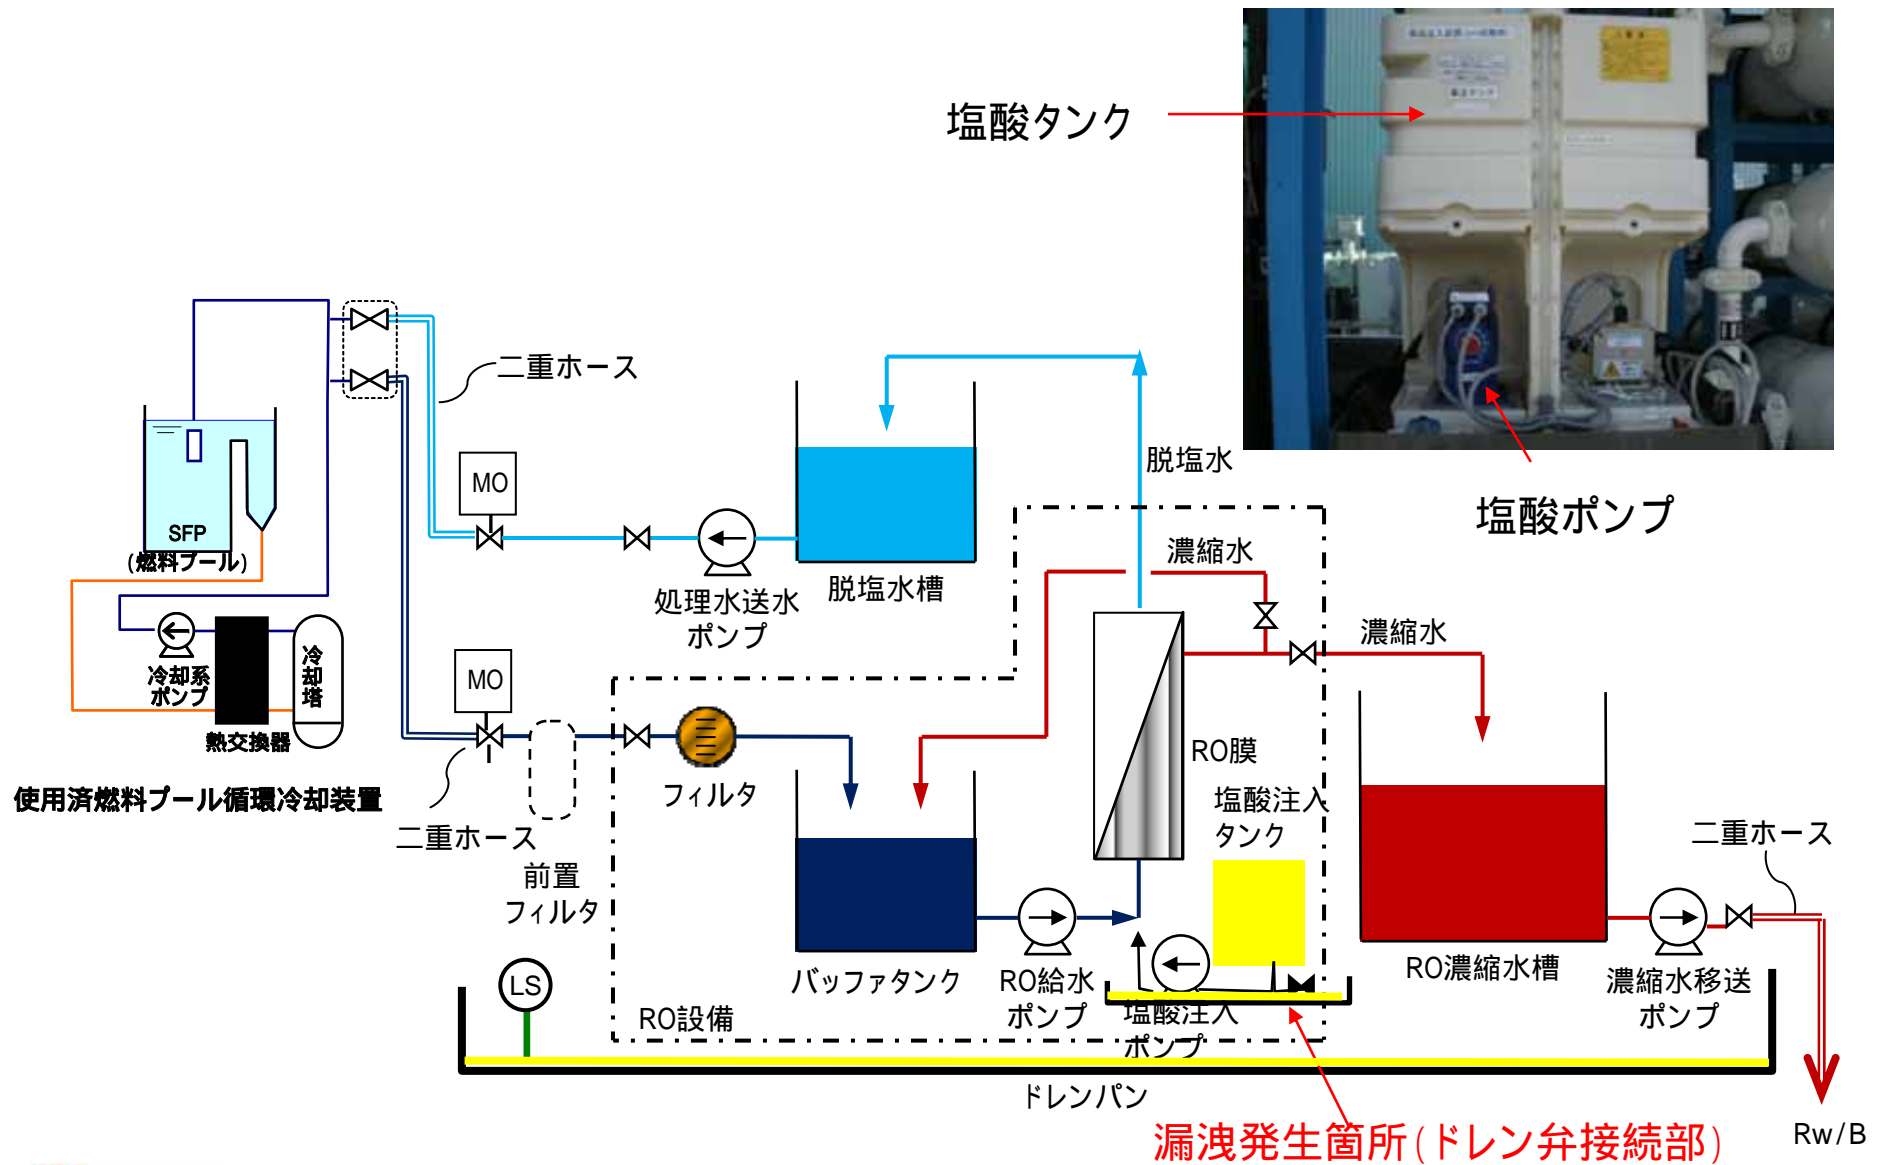 塩酸タンク
塩酸ポンプ
二重ホース
MO
脱塩水
SFP
(燃料プール)
処理水送水
ポンプ
脱塩水槽
濃縮水
濃縮水
冷却系
ポンプ
冷
却
塔
熱交換器
MO
使用済燃料プール循環冷却装置
二重ホース
前置
フィルタ
フィルタ
RO膜
塩酸注入
タンク
二重ホース
バッファタンク
RO給水
ポンプ
塩酸注入
ポンプ
RO濃縮水槽
濃縮水移送
ポンプ
LS
RO設備
ドレンパン
漏洩発生箇所(ドレン弁接続部)
Rw/B